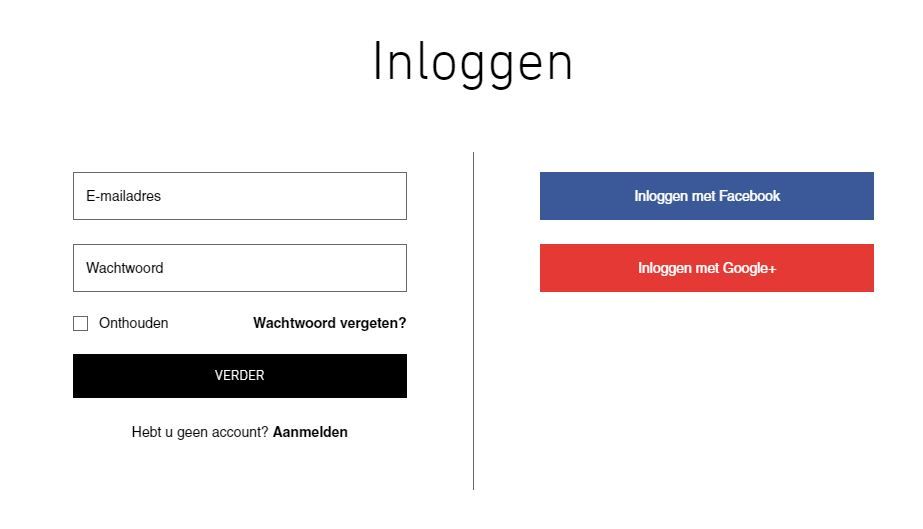 Inloggen
E-mailadres
Wachtwoord
Onthouden Wachtwoord vergeten?
VERDER
Hebt u geen account? Aanmelden
Inloggen met Facebook
Inloggen met Google+